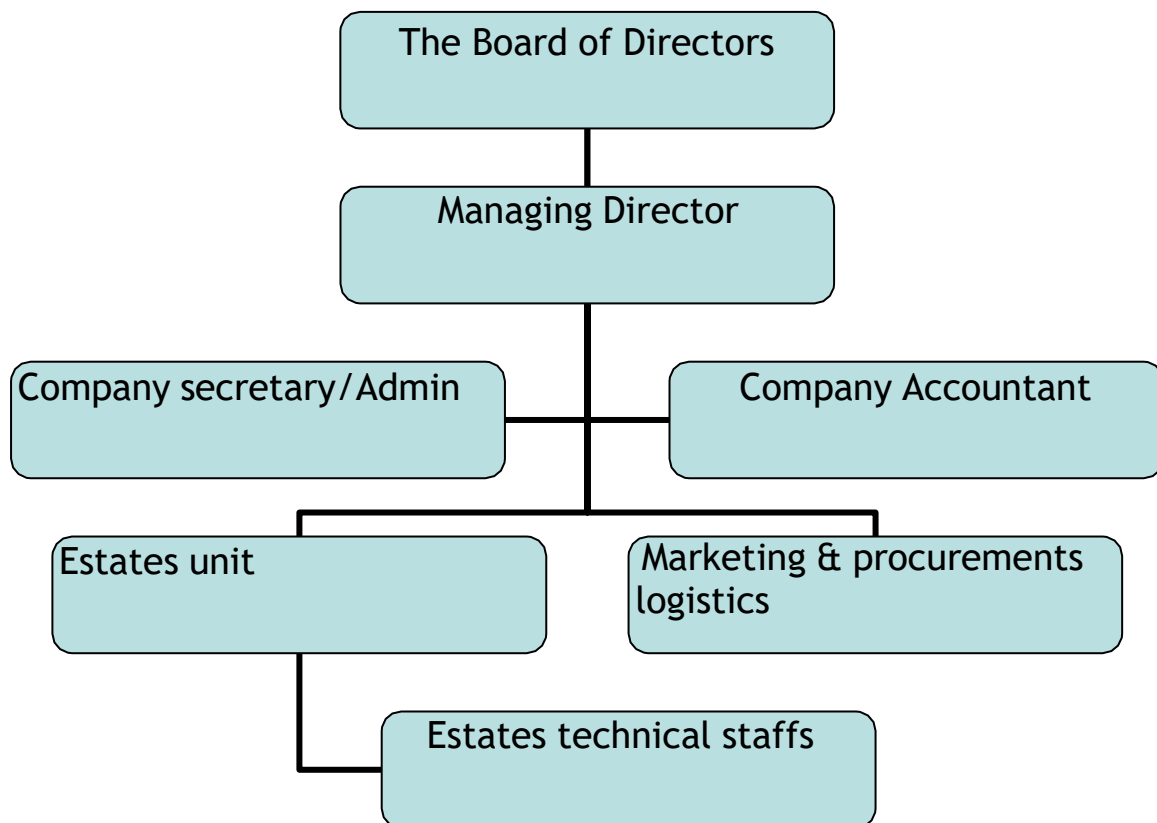 The Board of Directors
Managing Director
Company secretary/Admin
Company Accountant
Estates unit
Marketing & procurements
logistics
Estates technical staffs